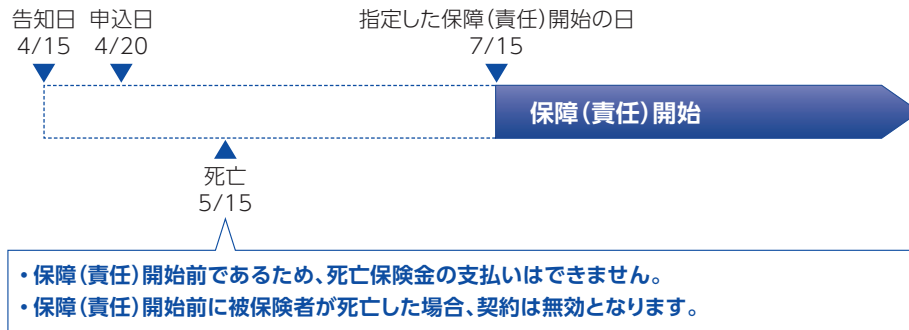 告知日 申込日 指定した保障(責任)開始の日
4/15 4/20 7/15
保障(責任)開始
死亡
5/15
・保障(責任)開始前であるため、死亡保険金の支払いはできません。
・保障(責任)開始前に被保険者が死亡した場合、契約は無効となります。